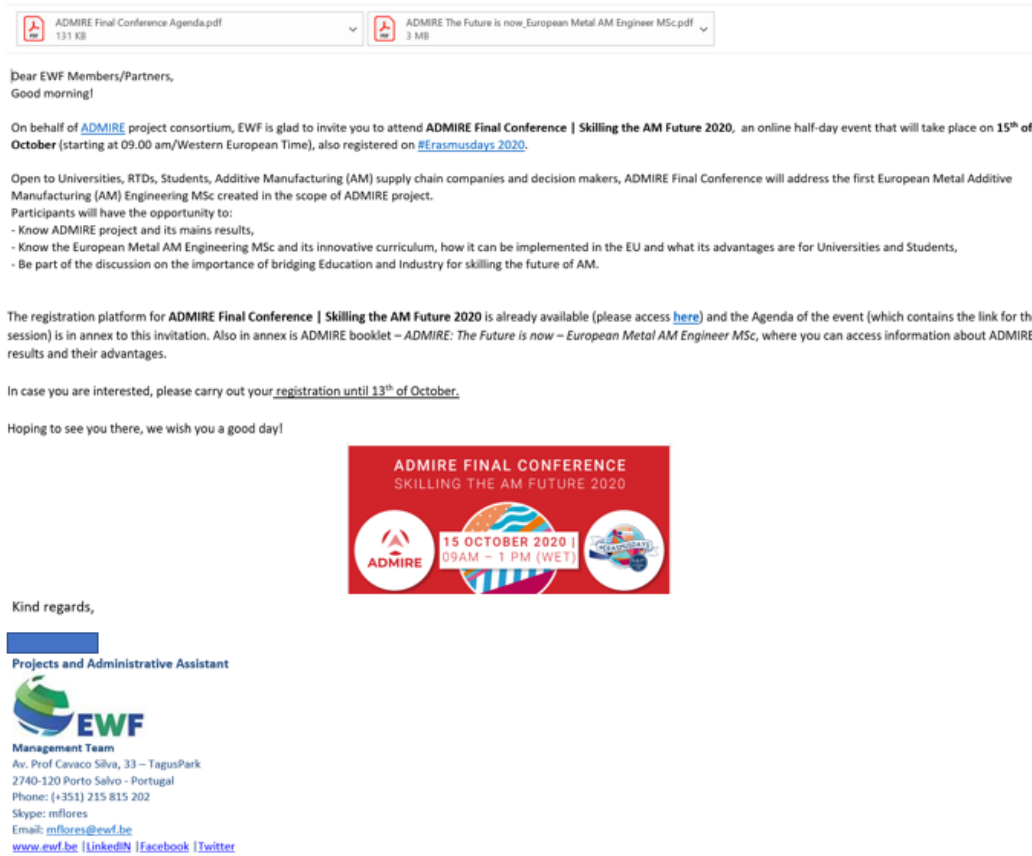 ADMIRE Final Conference Agenda.pdf
131 KB
ADMIRE The Future is now_European Metal AM Engineer MSc.pdf
3 MB
Dear EWF Members/Partners,
Good morning!
On behalf of ADMIRE project consortium, EWF is glad to invite you to attend ADMIRE Final Conference | Skilling the AM Future 2020, an online half-day event that will take place on 15th of
October (starting at 09.00 am/Western European Time), also registered on #Erasmusdays 2020.
Open to Universities, RTDs, Students, Additive Manufacturing (AM) supply chain companies and decision makers, ADMIRE Final Conference will address the first European Metal Additive
Manufacturing (AM) Engineering MSc created in the scope of ADMIRE project.
Participants will have the opportunity to:
- Know ADMIRE project and its mains results,
- Know the European Metal AM Engineering MSc and its innovative curriculum, how it can be implemented in the EU and what its advantages are for Universities and Students,
- Be part of the discussion on the importance of bridging Education and Industry for skilling the future of AM.
The registration platform for ADMIRE Final Conference | Skilling the AM Future 2020 is already available (please access here) and the Agenda of the event (which contains the link for th
session) is in annex to this invitation. Also in annex is ADMIRE booklet – ADMIRE: The Future is now – European Metal AM Engineer MSc, where you can access information about ADMIRE
results and their advantages.
In case you are interested, please carry out your registration until 13th of October.
Hoping to see you there, we wish you a good day!
ADMIRE FINAL CONFERENCE
SKILLING THE AM FUTURE 2020
ADMIRE
15 OCTOBER 2020 |
09AM – 1 PM (WET)
#ERASMUSDAYS
Kind regards,
Projects and Administrative Assistant
EWF
Management Team
Av. Prof Cavaco Silva, 33 – TagusPark
2740-120 Porto Salvo - Portugal
Phone: (+351) 215 815 202
Skype: mflores
Email: mflores@ewf.be
www.ewf.be |LinkedIN |Facebook |Twitter